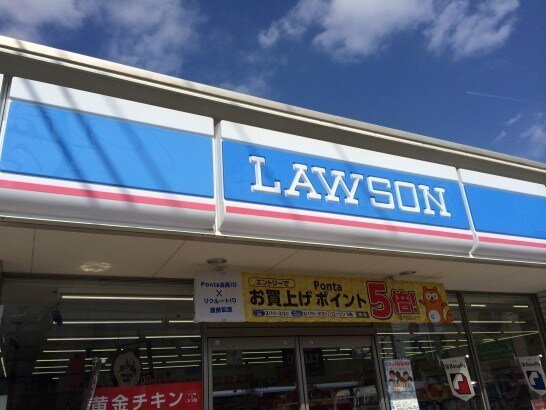 LAWSON
Ponta会員ID
×
リクルートID
連携記念
エントリーで
Ponta
お買上げポイント5倍!
黄金チキン